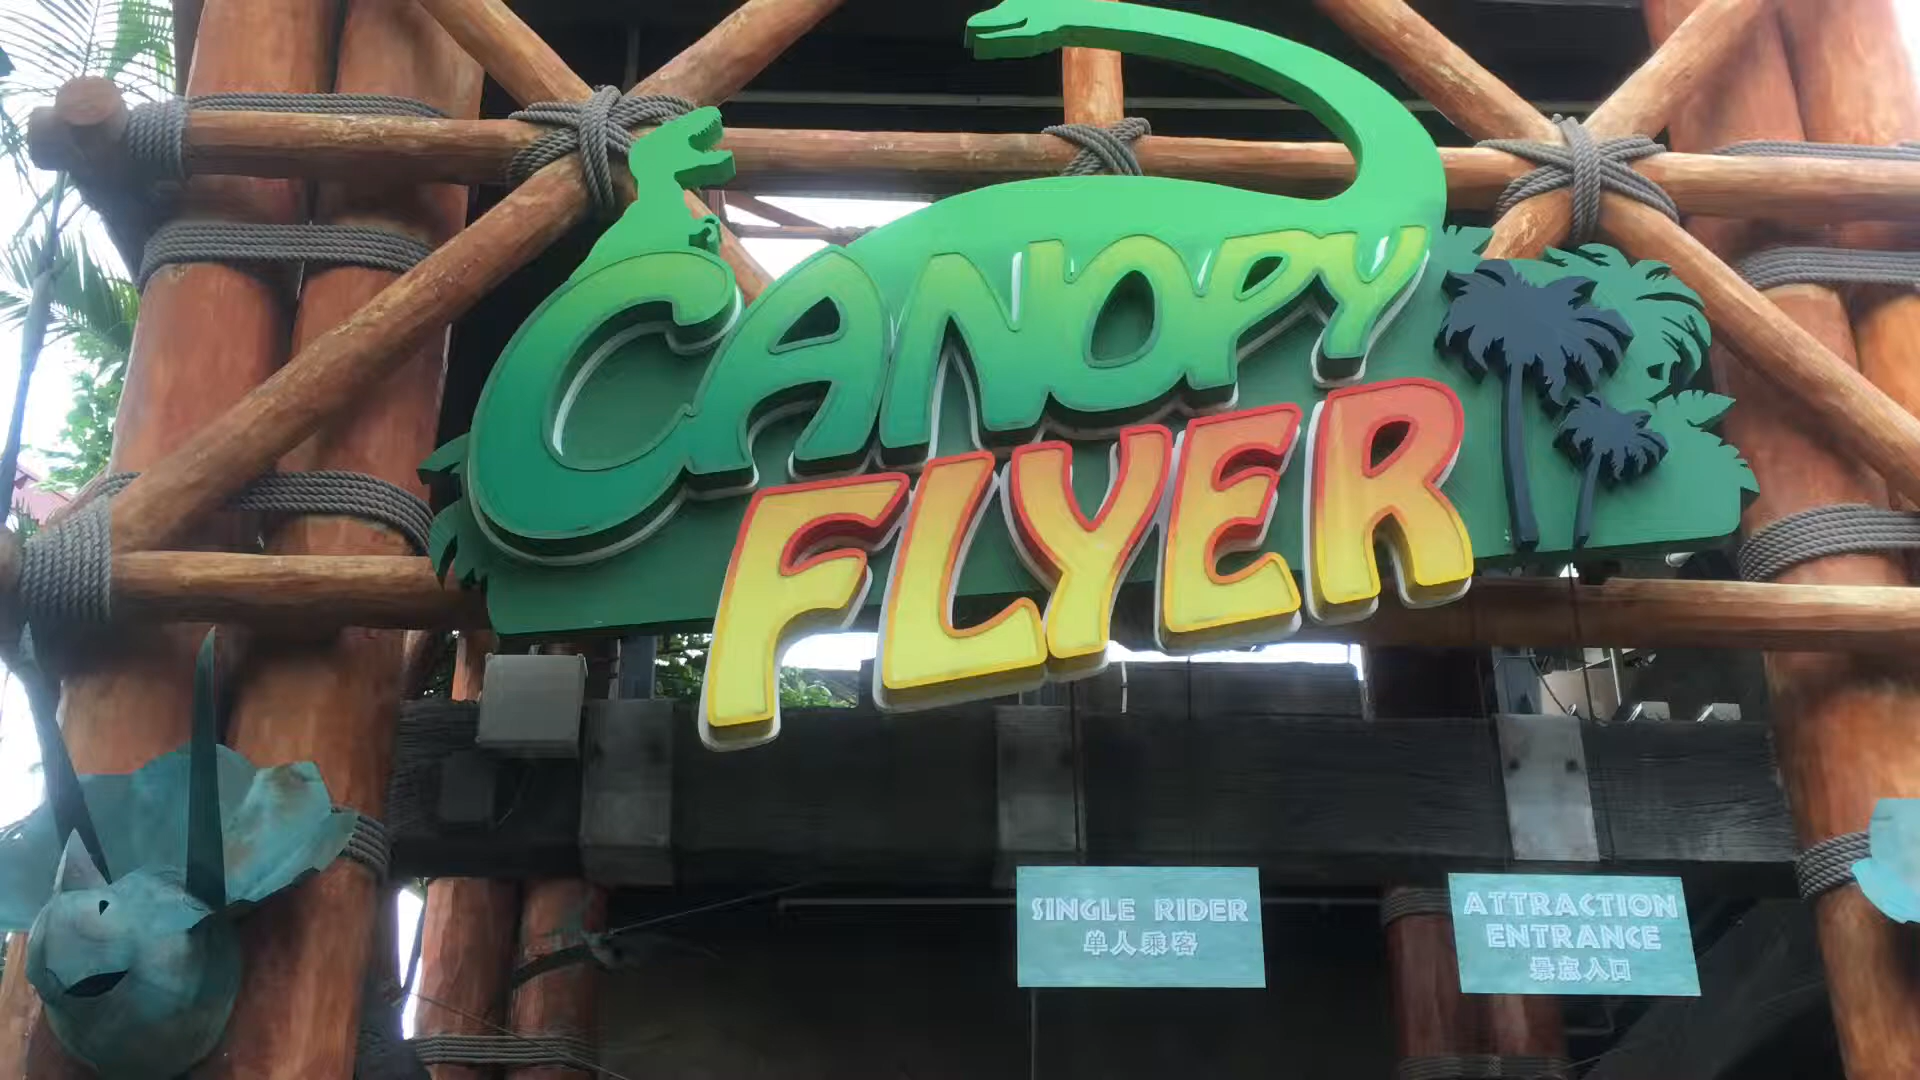 CANOPY
FLYER
SINGLE RIDER
单人乘客
ATTRACTION
ENTRANCE
景点入口